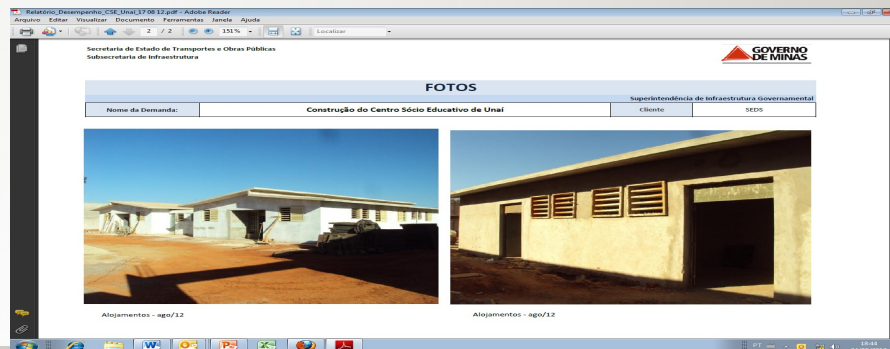 Relatório_Desempenho_CSE_Unaí_17 08 12.pdf - Adobe Reader
Arquivo Editar Visualizar Documento Ferramentas Janela Ajuda
2 / 2 151% Localizar
Secretaria de Estado de Transportes e Obras Públicas
Subsecretaria de Infraestrutura
GOVERNO
DE MINAS
FOTOS
Superintendência de Infraestrutura Governamental
Nome da Demanda: Construção do Centro Sócio Educativo de Unaí Cliente SEDS
Alojamentos - ago/12 Alojamentos - ago/12
PT 18:44